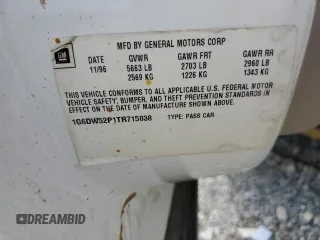 GM
MFD BY GENERAL MOTORS CORP
DATE GVWR GAWR FRT GAWR RR
11/96 5663 LB 2703 LB 2960 LB
2569 KG 1226 KG 1343 KG
THIS VEHICLE CONFORMS TO ALL APPLICABLE U.S. FEDERAL MOTOR
VEHICLE SAFETY, BUMPER, AND THEFT PREVENTION STANDARDS IN
EFFECT ON THE DATE OF MANUFACTURE SHOWN ABOVE.
1G6DW52P1TR715038 TYPE: PASS CAR
DREAMBID